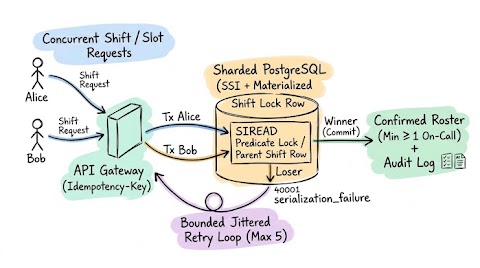 Concurrent Shift / Slot
Requests
Alice
Shift
Request
Bob
Shift
Request
API Gateway
(Idempotency-Key)
Tx Alice
Tx Bob
Sharded PostgreSQL
(SSI + Materialized
Shift Lock Row
SIREAD
Predicate Lock /
Parent Shift Row
Winner
(Commit)
Loser
40001
serialization_failure
Bounded Jittered
Retry Loop (Max 5)
Confirmed Roster
(Min ≥ 1 On-Call)
+
Audit Log